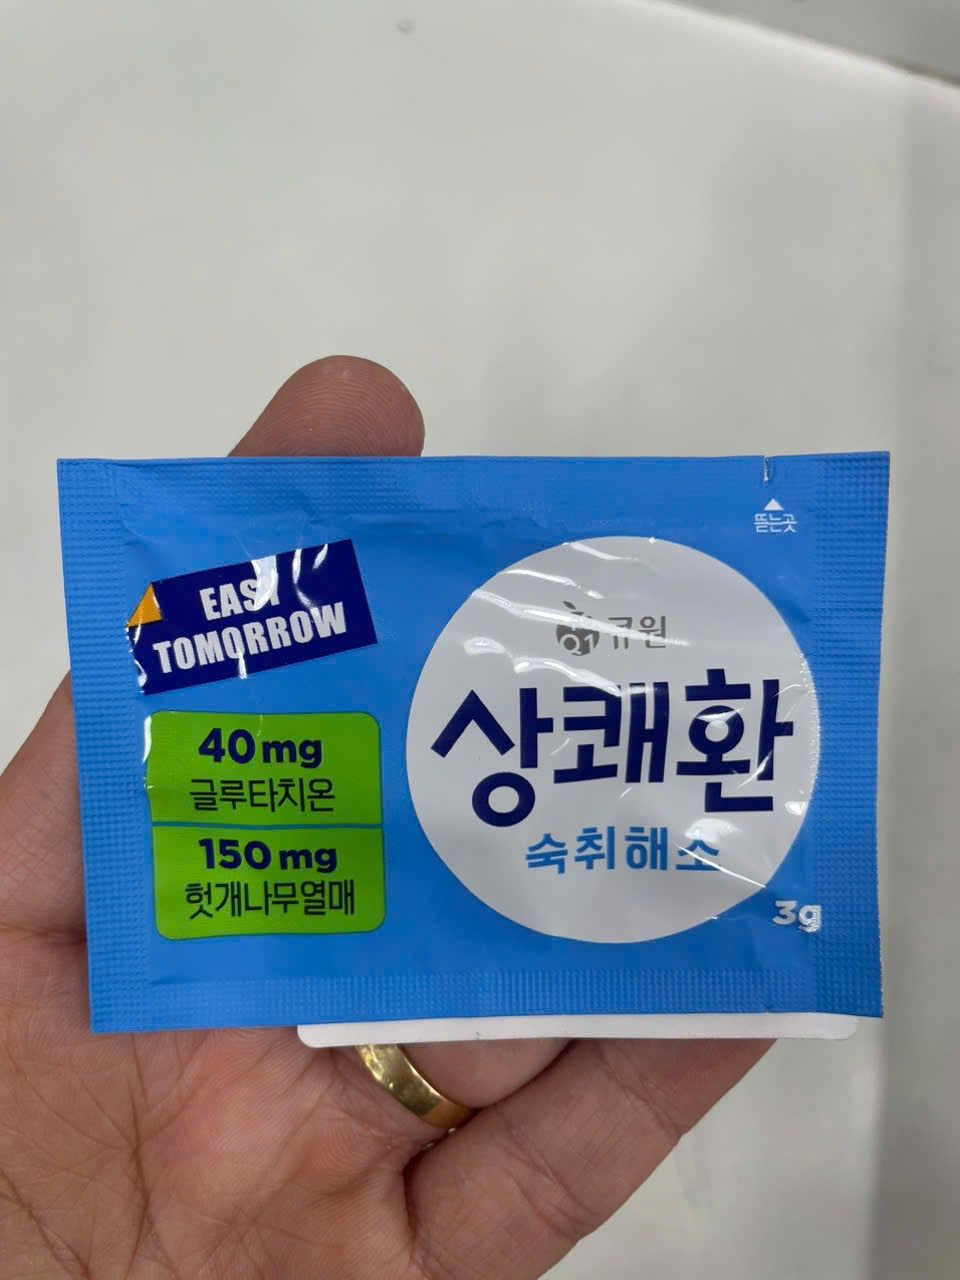 뜯는곳
EASY
TOMORROW
40mg
글루타치온
150mg
헛개나무열매
Q1 큐원
상쾌환
숙취해소
3g